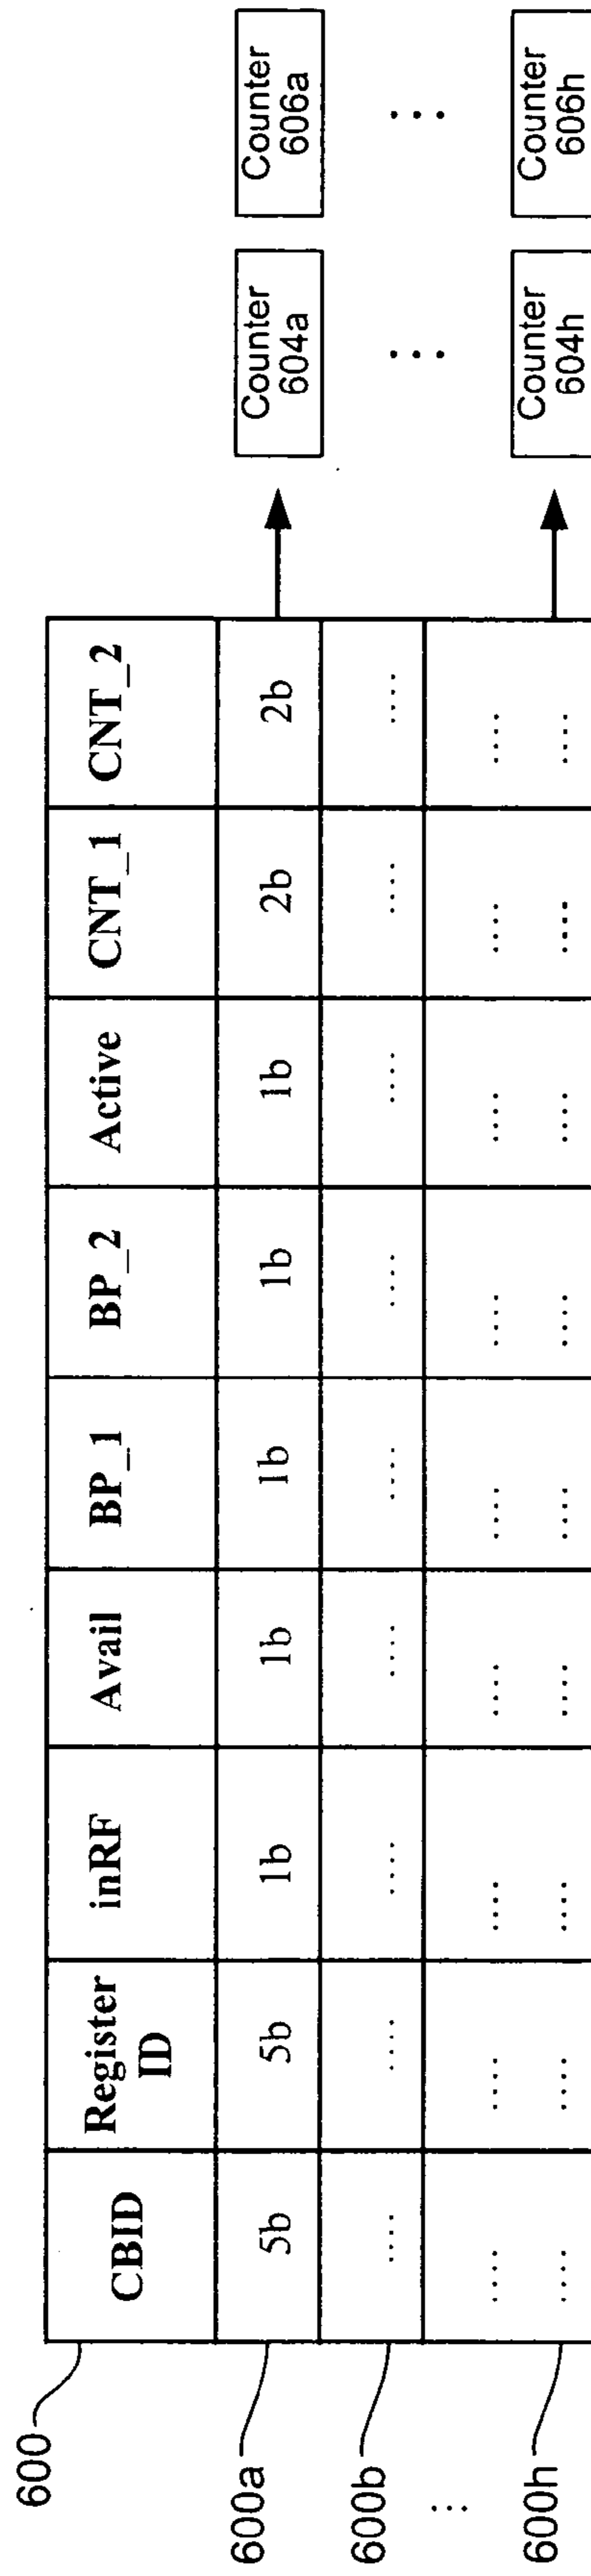 600
CBID Register ID inRF Avail BP_1 BP_2 Active CNT_1 CNT_2
600a 5b 5b 1b 1b 1b 1b 1b 2b 2b Counter 604a Counter 606a
600b .... .... .... .... .... .... .... .... ....
... .... .... .... .... .... .... .... .... .... ... ...
600h .... .... .... .... .... .... .... .... .... Counter 604h Counter 606h